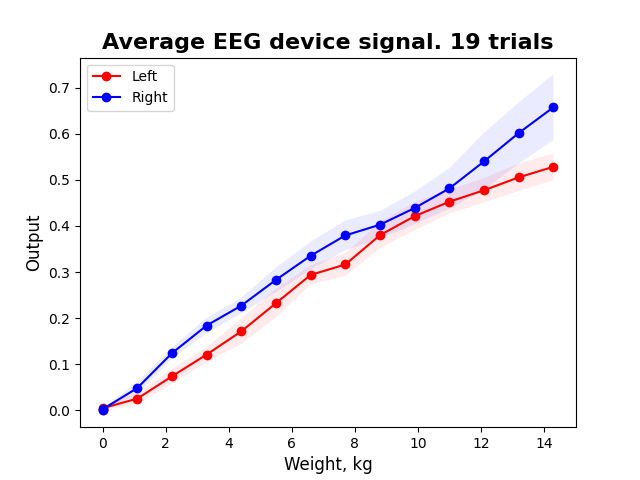 Average EEG device signal. 19 trials
Left
Right
0.7
0.6
0.5
0.4
0.3
0.2
0.1
0.0
Output
0 2 4 6 8 10 12 14
Weight, kg